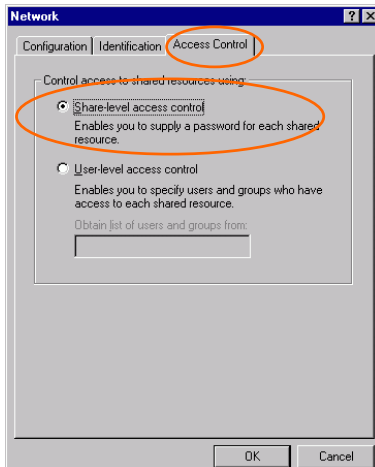 Network
Configuration Identification Access Control
Control access to shared resources using:
Share-level access control
Enables you to supply a password for each shared
resource.
User-level access control
Enables you to specify users and groups who have
access to each shared resource.
Obtain list of users and groups from:
OK Cancel